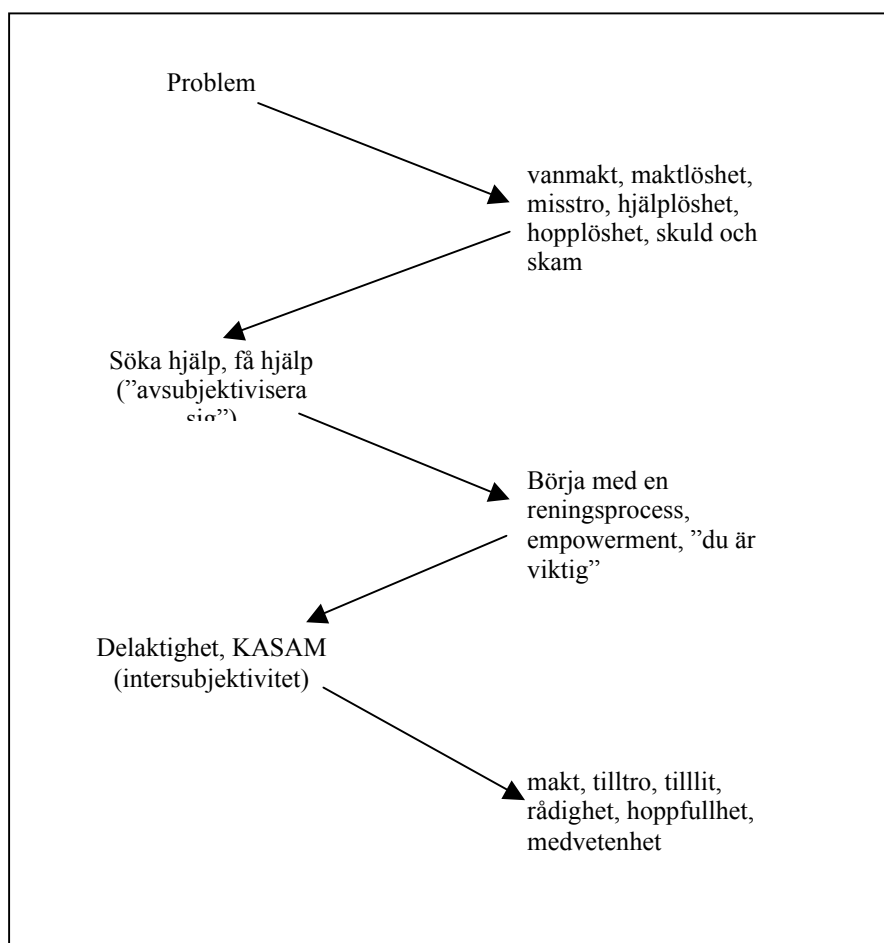 Problem
vanmakt, maktlöshet,
misstro, hjälplöshet,
hopplöshet, skuld och
skam
Söka hjälp, få hjälp
(”avsubjektivisera
sig”)
Börja med en
reningsprocess,
empowerment, ”du är
viktig”
Delaktighet, KASAM
(intersubjektivitet)
makt, tilltro, tilllit,
rådighet, hoppfullhet,
medvetenhet